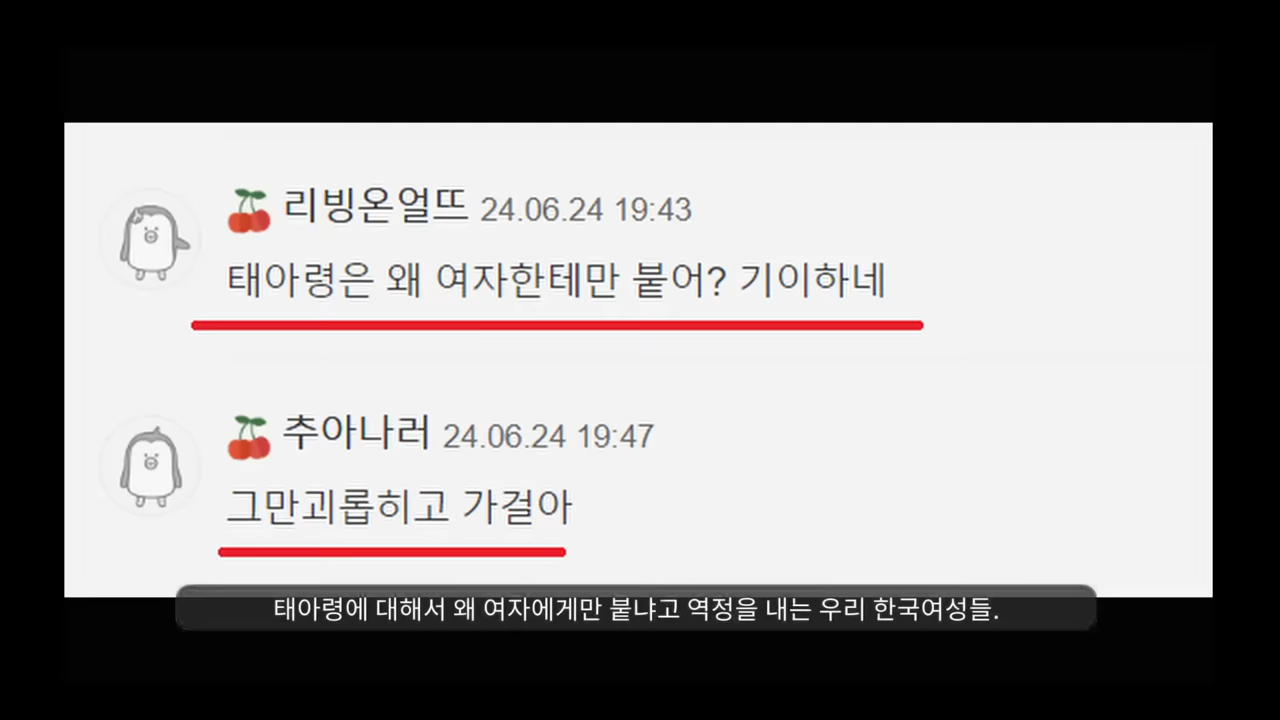 리빙온얼뜨 24.06.24 19:43
태아령은 왜 여자한테만 붙어? 기이하네
추아나러 24.06.24 19:47
그만괴롭히고 가걸아
태아령에 대해서 왜 여자에게만 붙냐고 역정을 내는 우리 한국여성들.